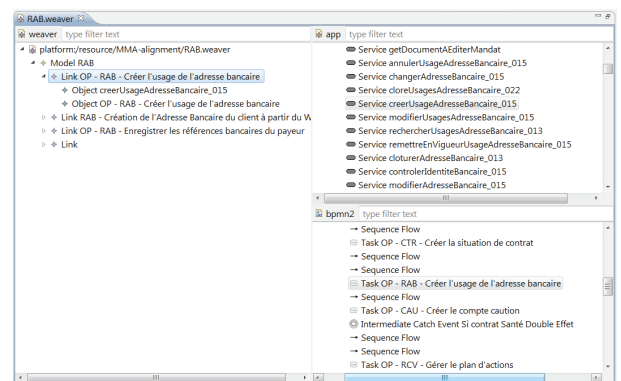 RAB.weaver
weaver type filter text
platform:/resource/MMA-alignment/RAB.weaver
Model RAB
Link OP - RAB - Créer l'usage de l'adresse bancaire
Object creerUsageAdresseBancaire_015
Object OP - RAB - Créer l'usage de l'adresse bancaire
Link RAB - Création de l'Adresse Bancaire du client à partir du W
Link OP - RAB - Enregistrer les références bancaires du payeur
Link
app type filter text
Service getDocumentAEditerMandat
Service annulerUsageAdresseBancaire_015
Service changerAdresseBancaire_015
Service cloreUsagesAdresseBancaire_022
Service creerUsageAdresseBancaire_015
Service modifierUsagesAdresseBancaire_015
Service rechercherUsagesAdresseBancaire_013
Service remettreEnVigueurUsageAdresseBancaire_015
Service cloturerAdresseBancaire_013
Service controlerIdentiteBancaire_015
Service modifierAdresseBancaire_015
bpmn2 type filter text
Sequence Flow
Task OP - CTR - Créer la situation de contrat
Sequence Flow
Sequence Flow
Task OP - RAB - Créer l'usage de l'adresse bancaire
Sequence Flow
Task OP - CAU - Créer le compte caution
Intermediate Catch Event Si contrat Santé Double Effet
Sequence Flow
Sequence Flow
Task OP - RCV - Gérer le plan d'actions